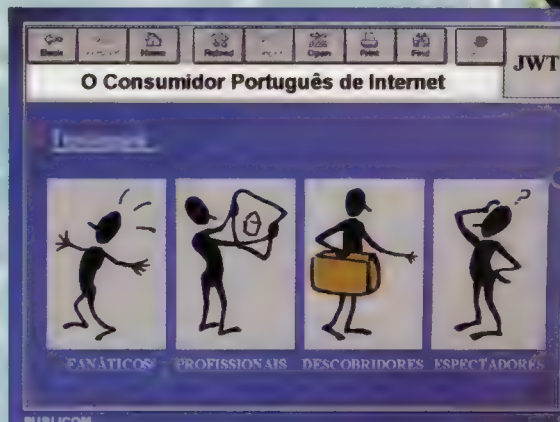 Back Home Reload Open Print Find
JWT
O Consumidor Português de Internet
FANÁTICOS PROFISSIONAIS DESCOBRIDORES ESPECTADORES
PUBLICOM